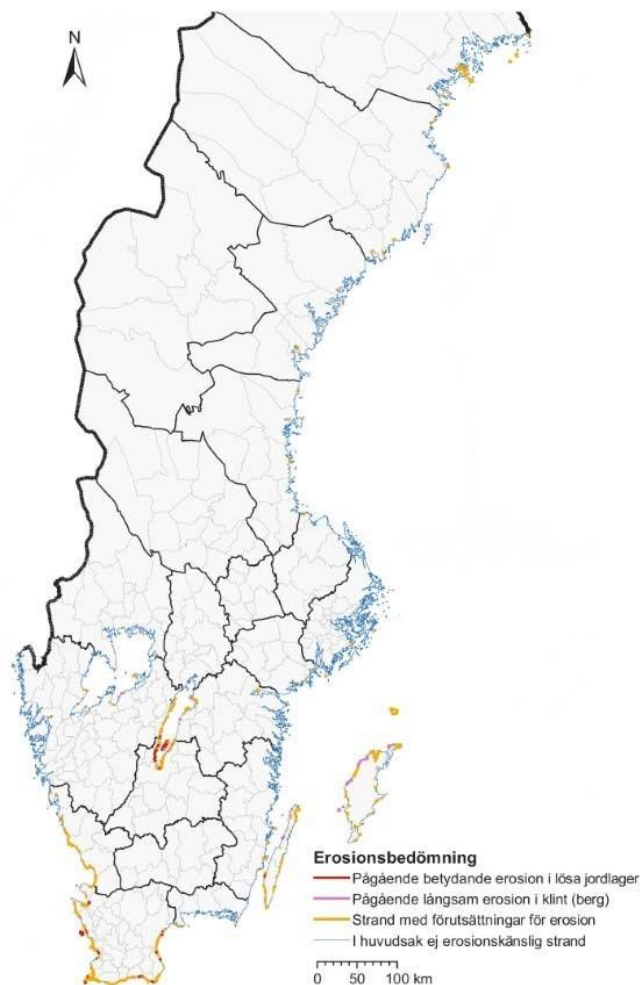 N
Erosionsbedömning
Pågående betydande erosion i lösa jordlager
Pågående långsam erosion i klint (berg)
Strand med förutsättningar för erosion
I huvudsak ej erosionskänslig strand
0 50 100 km